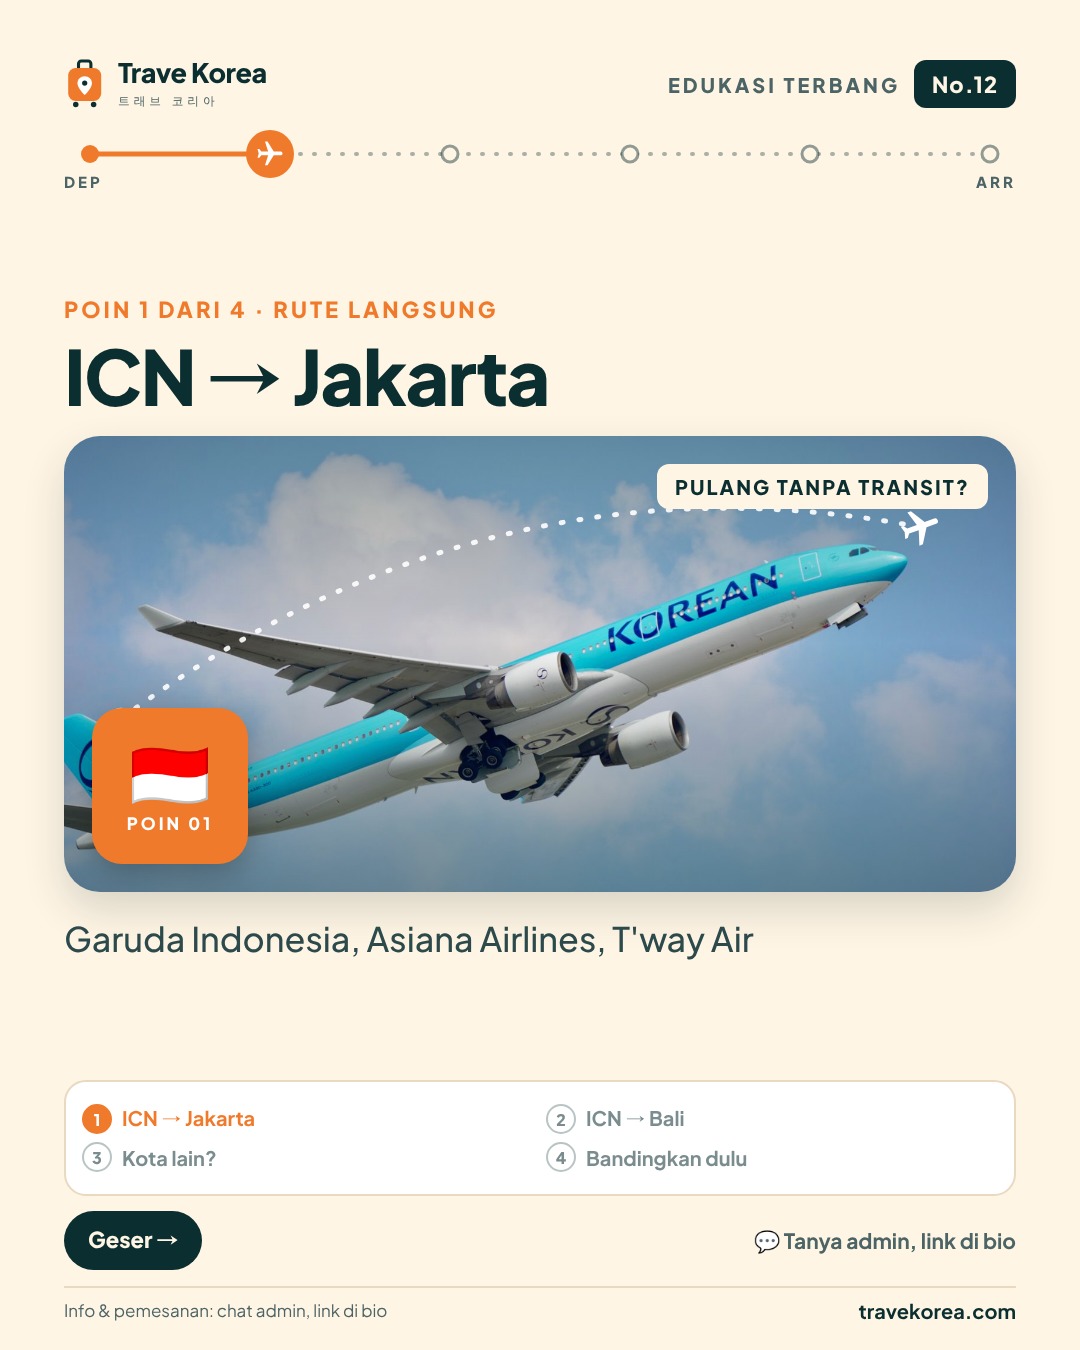 Trave Korea
트래브 코리아
EDUKASI TERBANG
No.12
DEP
ARR
POIN 1 DARI 4 · RUTE LANGSUNG
ICN → Jakarta
PULANG TANPA TRANSIT?
KOREAN
POIN 01
Garuda Indonesia, Asiana Airlines, T'way Air
1 ICN → Jakarta
2 ICN → Bali
3 Kota lain?
4 Bandingkan dulu
Geser →
💬 Tanya admin, link di bio
Info & pemesanan: chat admin, link di bio
travekorea.com